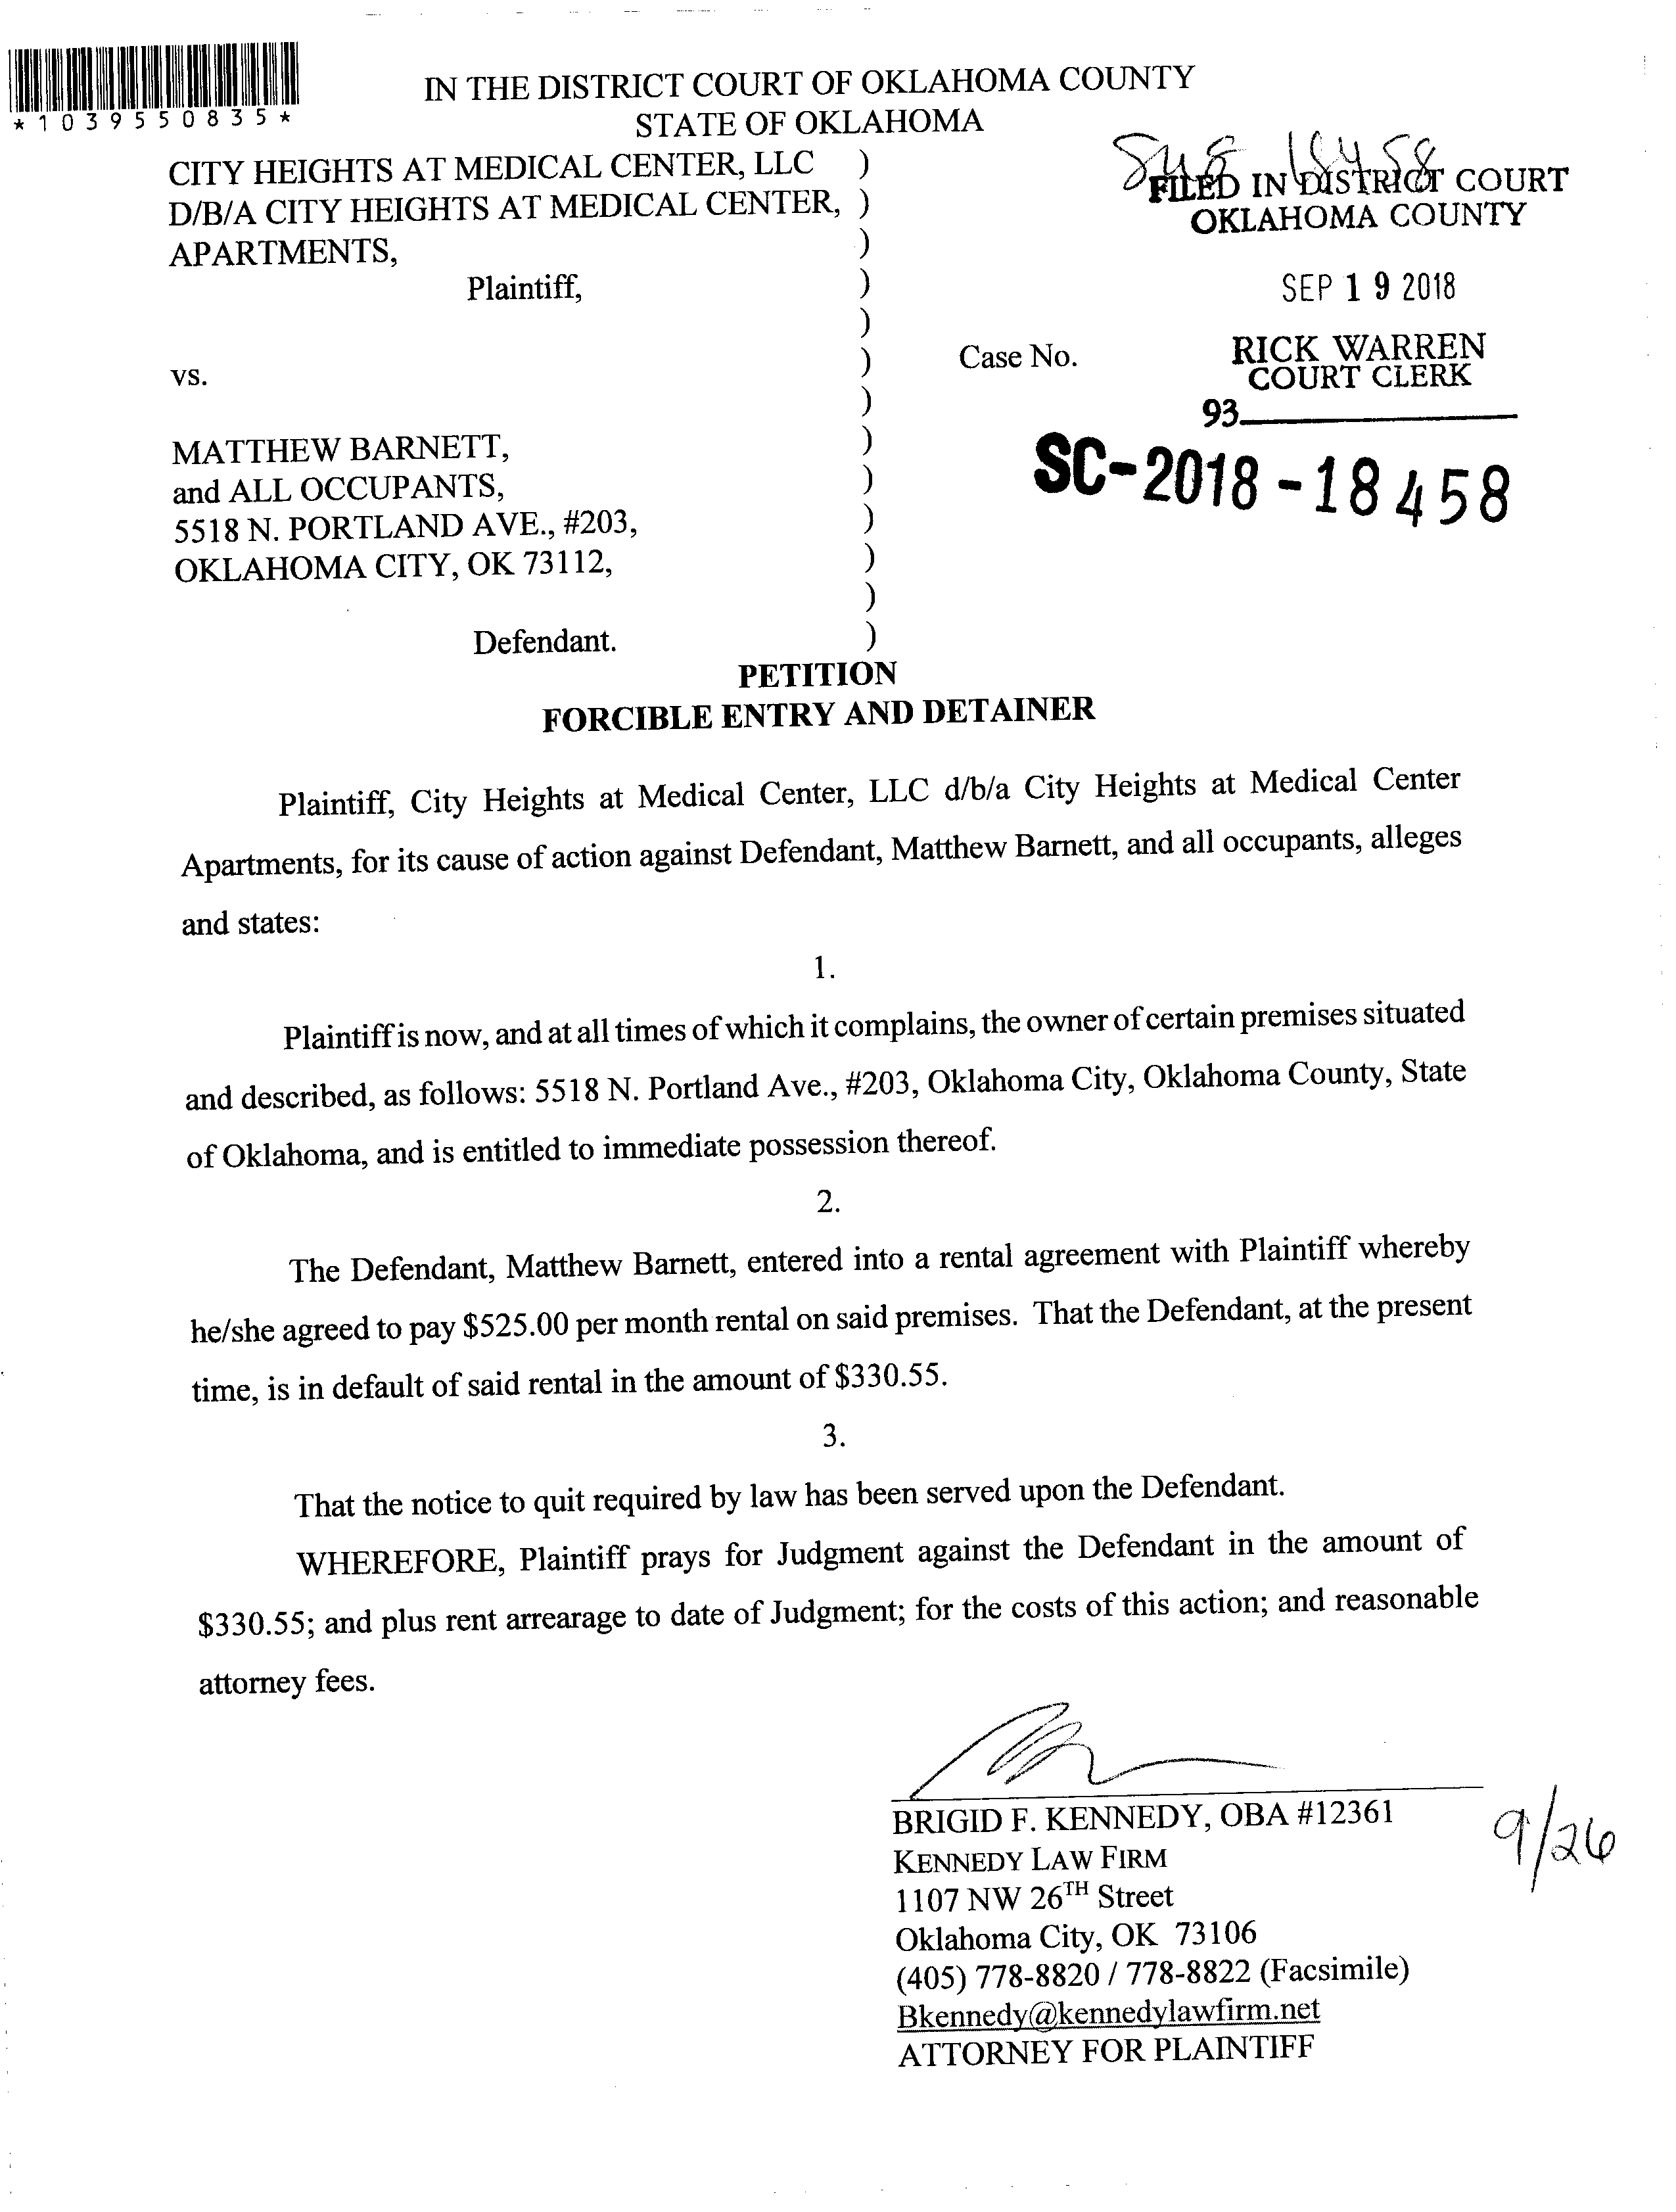 *1039550835*
IN THE DISTRICT COURT OF OKLAHOMA COUNTY
STATE OF OKLAHOMA
CITY HEIGHTS AT MEDICAL CENTER, LLC )
D/B/A CITY HEIGHTS AT MEDICAL CENTER, )
APARTMENTS, )
Plaintiff, )
)
vs. )
)
MATTHEW BARNETT, )
and ALL OCCUPANTS, )
5518 N. PORTLAND AVE., #203, )
OKLAHOMA CITY, OK 73112, )
)
Defendant. )
18458
FILED IN DISTRICT COURT
OKLAHOMA COUNTY
SEP 19 2018
Case No.
RICK WARREN
COURT CLERK
93
SC-2018-18458
PETITION
FORCIBLE ENTRY AND DETAINER
Plaintiff, City Heights at Medical Center, LLC d/b/a City Heights at Medical Center
Apartments, for its cause of action against Defendant, Matthew Barnett, and all occupants, alleges
and states:
1.
Plaintiff is now, and at all times of which it complains, the owner of certain premises situated
and described, as follows: 5518 N. Portland Ave., #203, Oklahoma City, Oklahoma County, State
of Oklahoma, and is entitled to immediate possession thereof.
2.
The Defendant, Matthew Barnett, entered into a rental agreement with Plaintiff whereby
he/she agreed to pay $525.00 per month rental on said premises. That the Defendant, at the present
time, is in default of said rental in the amount of $330.55.
3.
That the notice to quit required by law has been served upon the Defendant.
WHEREFORE, Plaintiff prays for Judgment against the Defendant in the amount of
$330.55; and plus rent arrearage to date of Judgment; for the costs of this action; and reasonable
attorney fees.
BRIGID F. KENNEDY, OBA #12361
KENNEDY LAW FIRM
1107 NW 26TH Street
Oklahoma City, OK 73106
(405) 778-8820 / 778-8822 (Facsimile)
Bkennedy@kennedylawfirm.net
ATTORNEY FOR PLAINTIFF
9/26